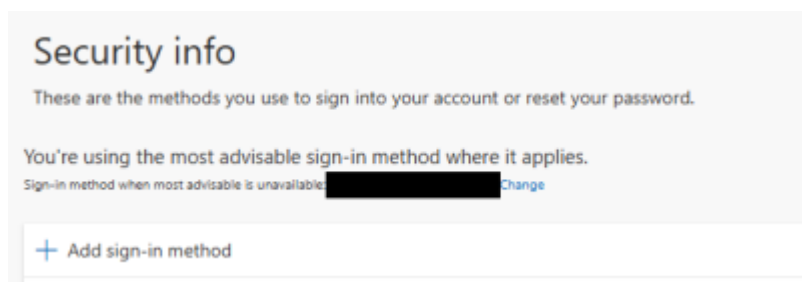 Security info
These are the methods you use to sign into your account or reset your password.
You're using the most advisable sign-in method where it applies.
Sign-in method when most advisable is unavailable: Change
+ Add sign-in method